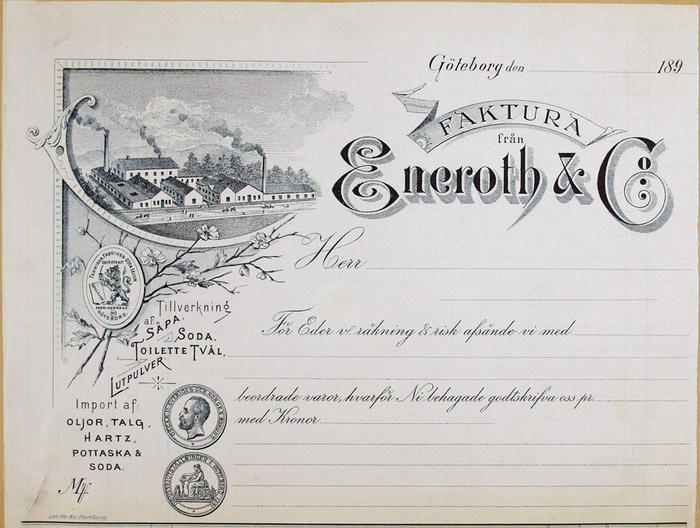 Göteborg den 189
FAKTURA
från
Eneroth & Co:
Herr
Tillverkning
af:
SÅPA,
SODA,
TOILETTE TVÅL,
LUTPULVER
För Eder v/. räkning & risk afsände vi med
beordrade varor, hvarför Ni behagade godtskrifva oss pr.
med Kronor
Import af:
OLJOR, TALG,
HARTZ,
POTTASKA &
SODA.
FABRIKSMÄRKE
GÖTEBORG